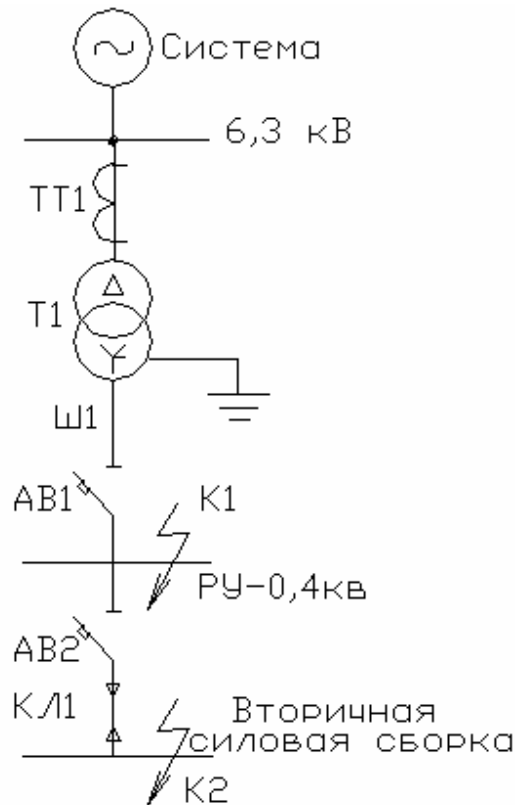 Система
6,3 кВ
ТТ1
Т1
Ш1
АВ1
К1
РУ-0,4кв
АВ2
КЛ1
Вторичная
силовая сборка
К2